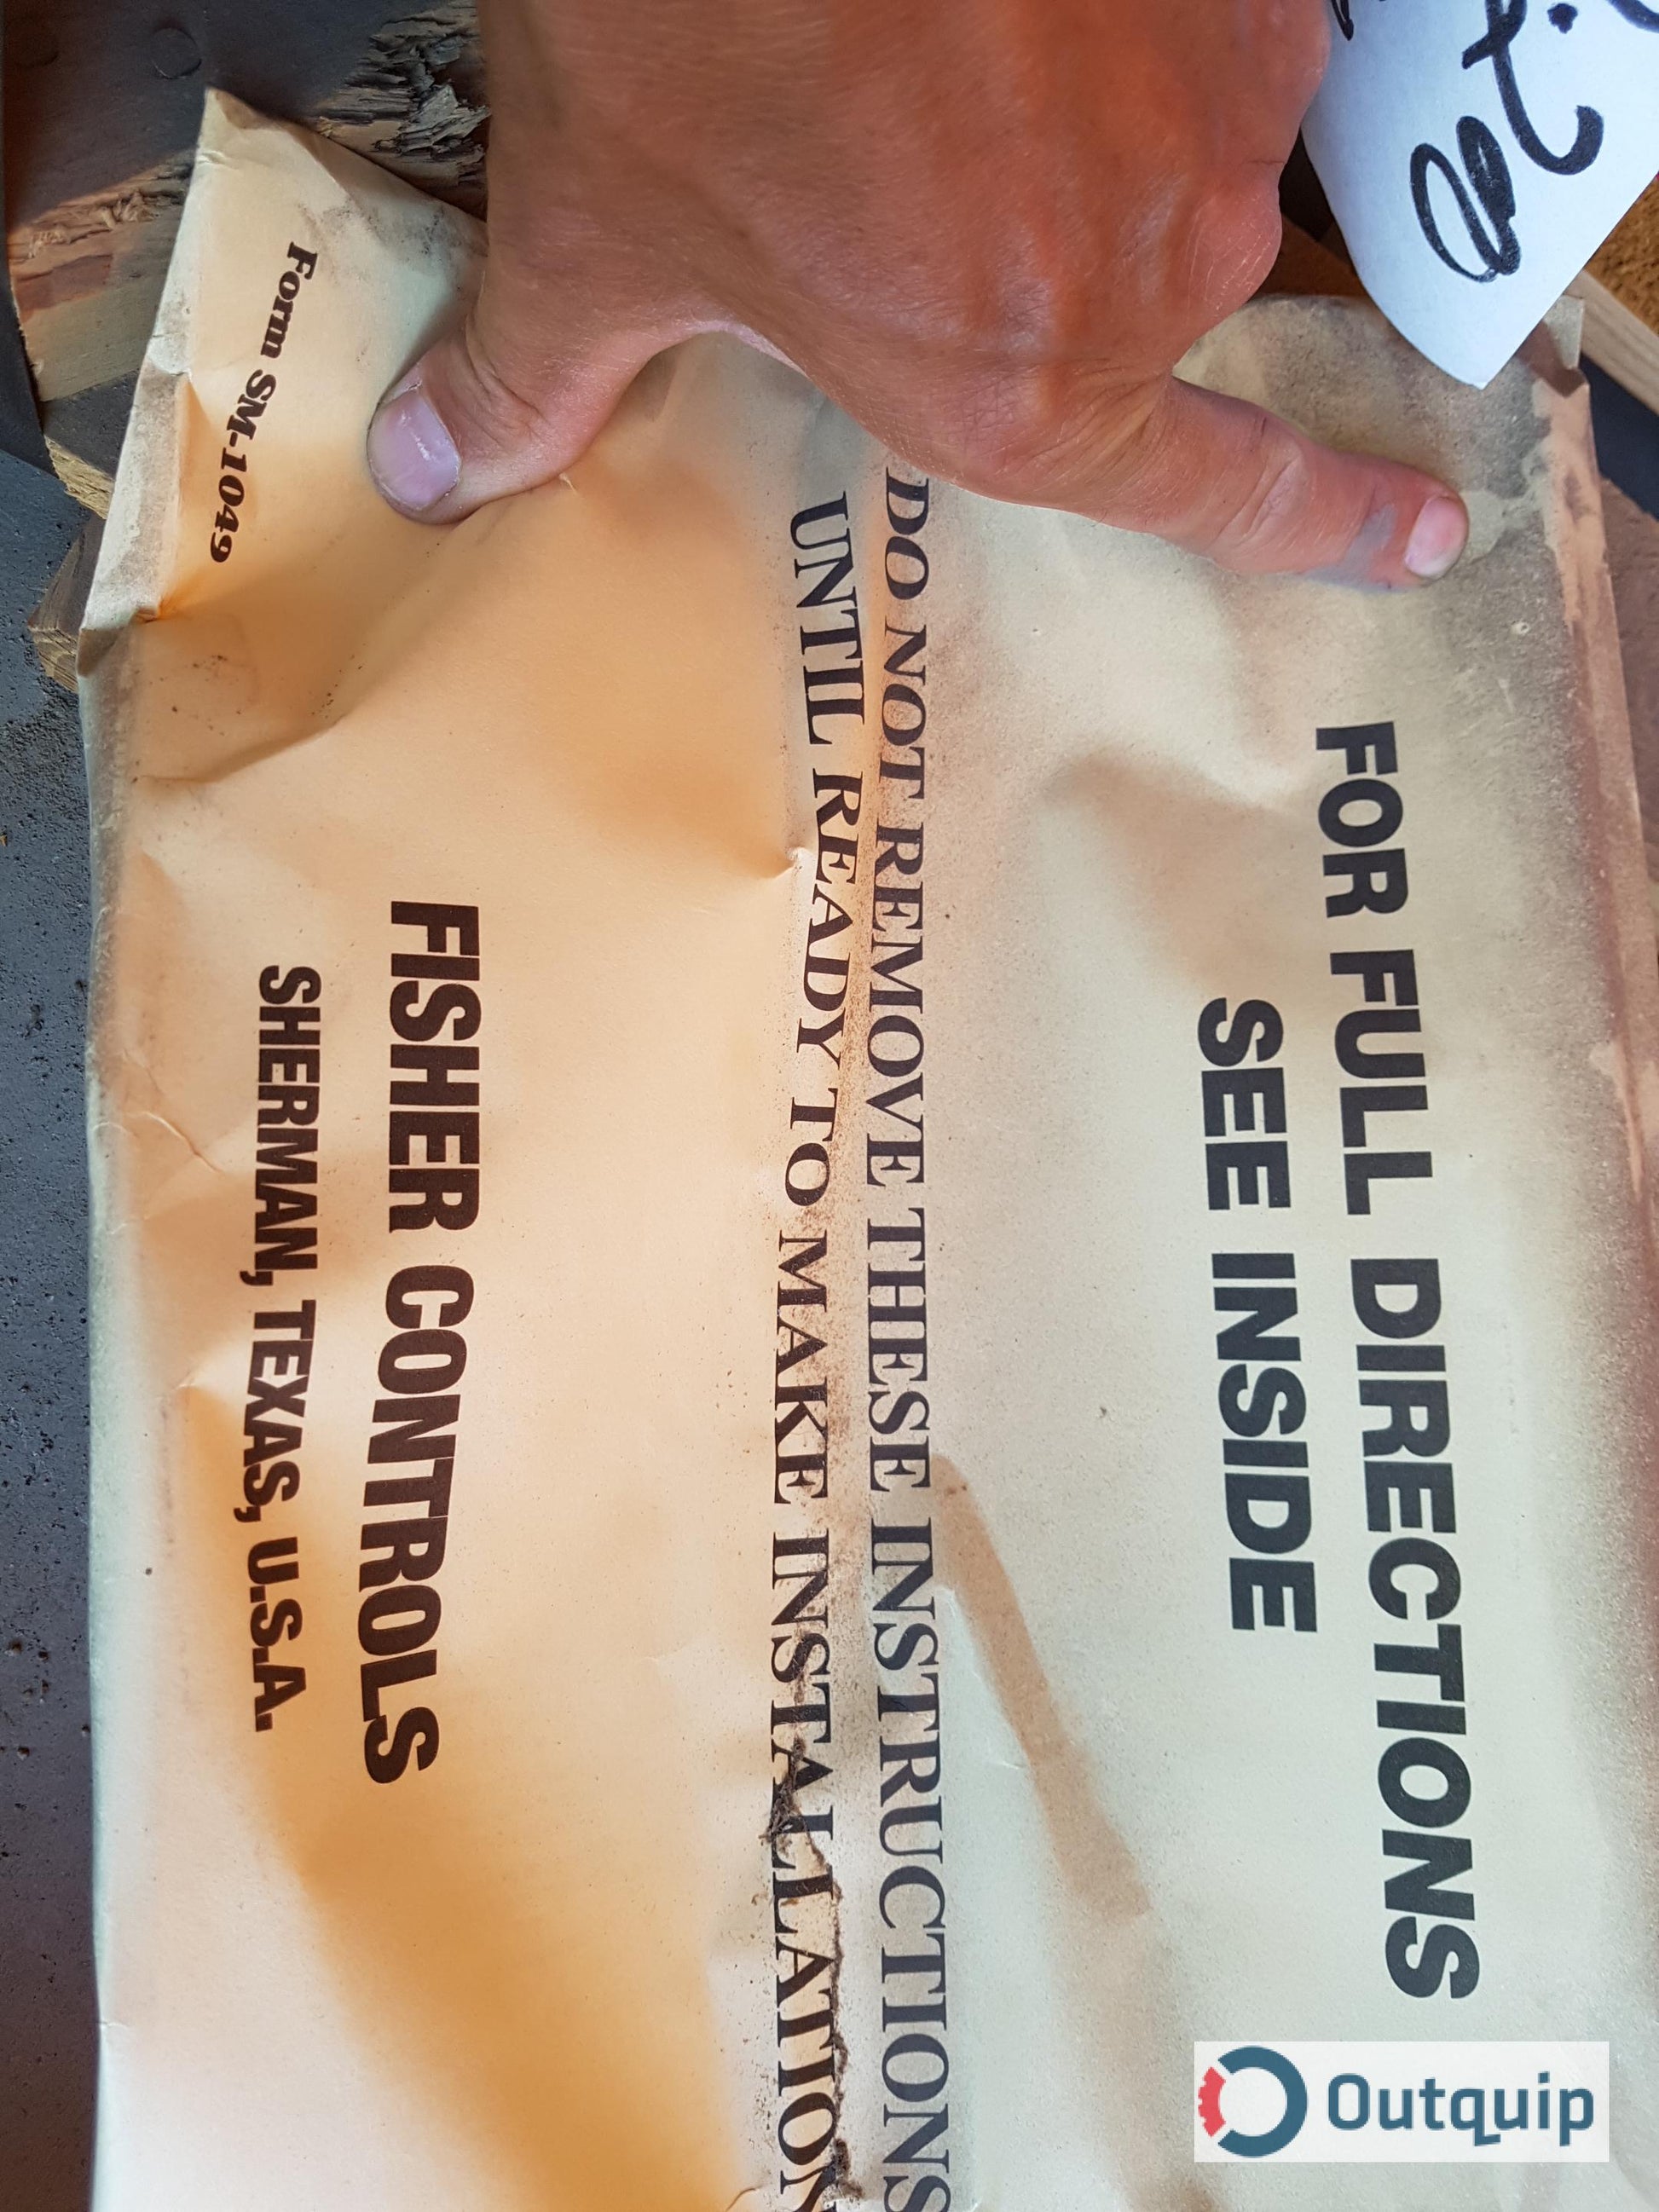 FOR FULL DIRECTIONS
SEE INSIDE
DO NOT REMOVE THESE INSTRUCTIONS
UNTIL READY TO MAKE INSTALLATION
FISHER CONTROLS
SHERMAN, TEXAS, U.S.A.
Form SM-1049
Outquip